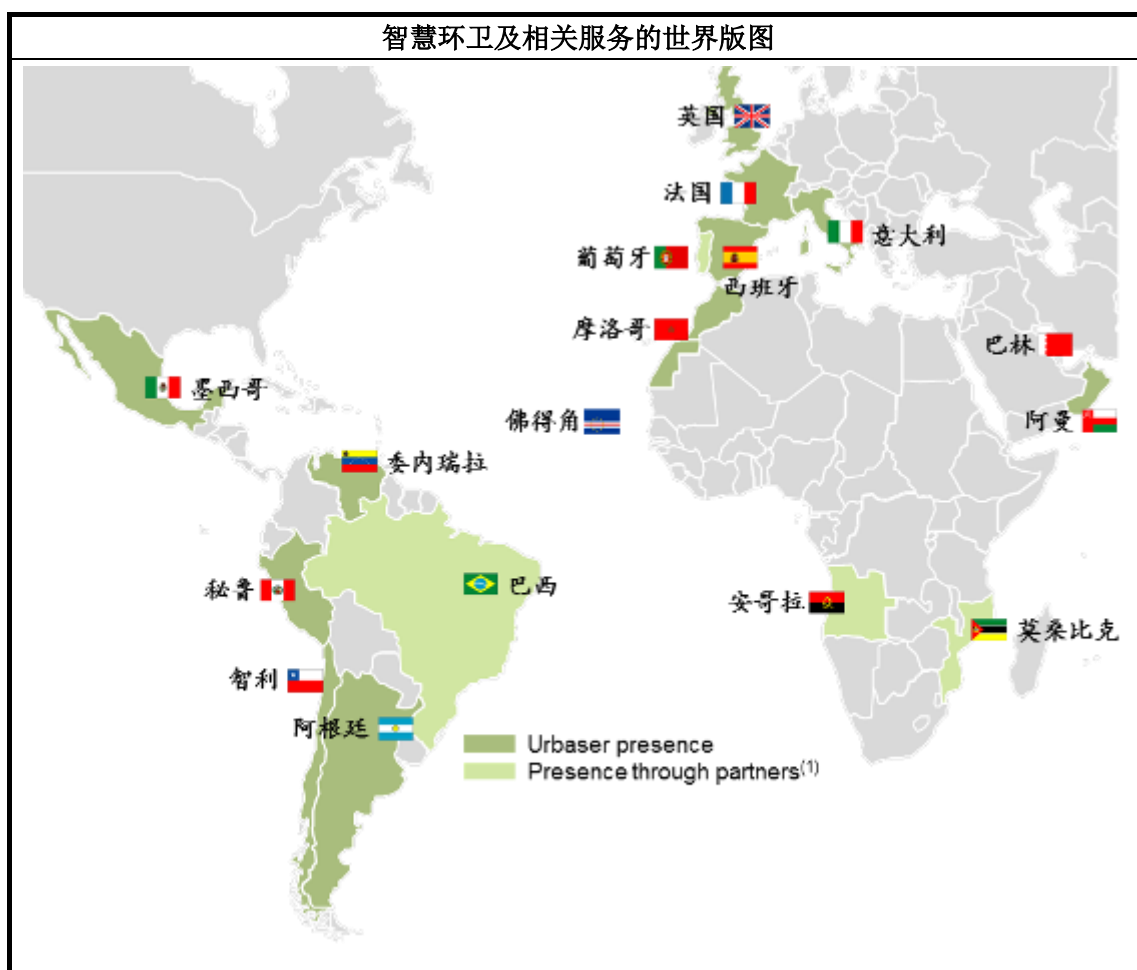 智慧环卫及相关服务的世界版图
英国
法国
意大利
葡萄牙
西班牙
摩洛哥
巴林
墨西哥
佛得角
阿曼
委内瑞拉
秘鲁
巴西
安哥拉
莫桑比克
智利
阿根廷
Urbaser presence
Presence through partners(1)